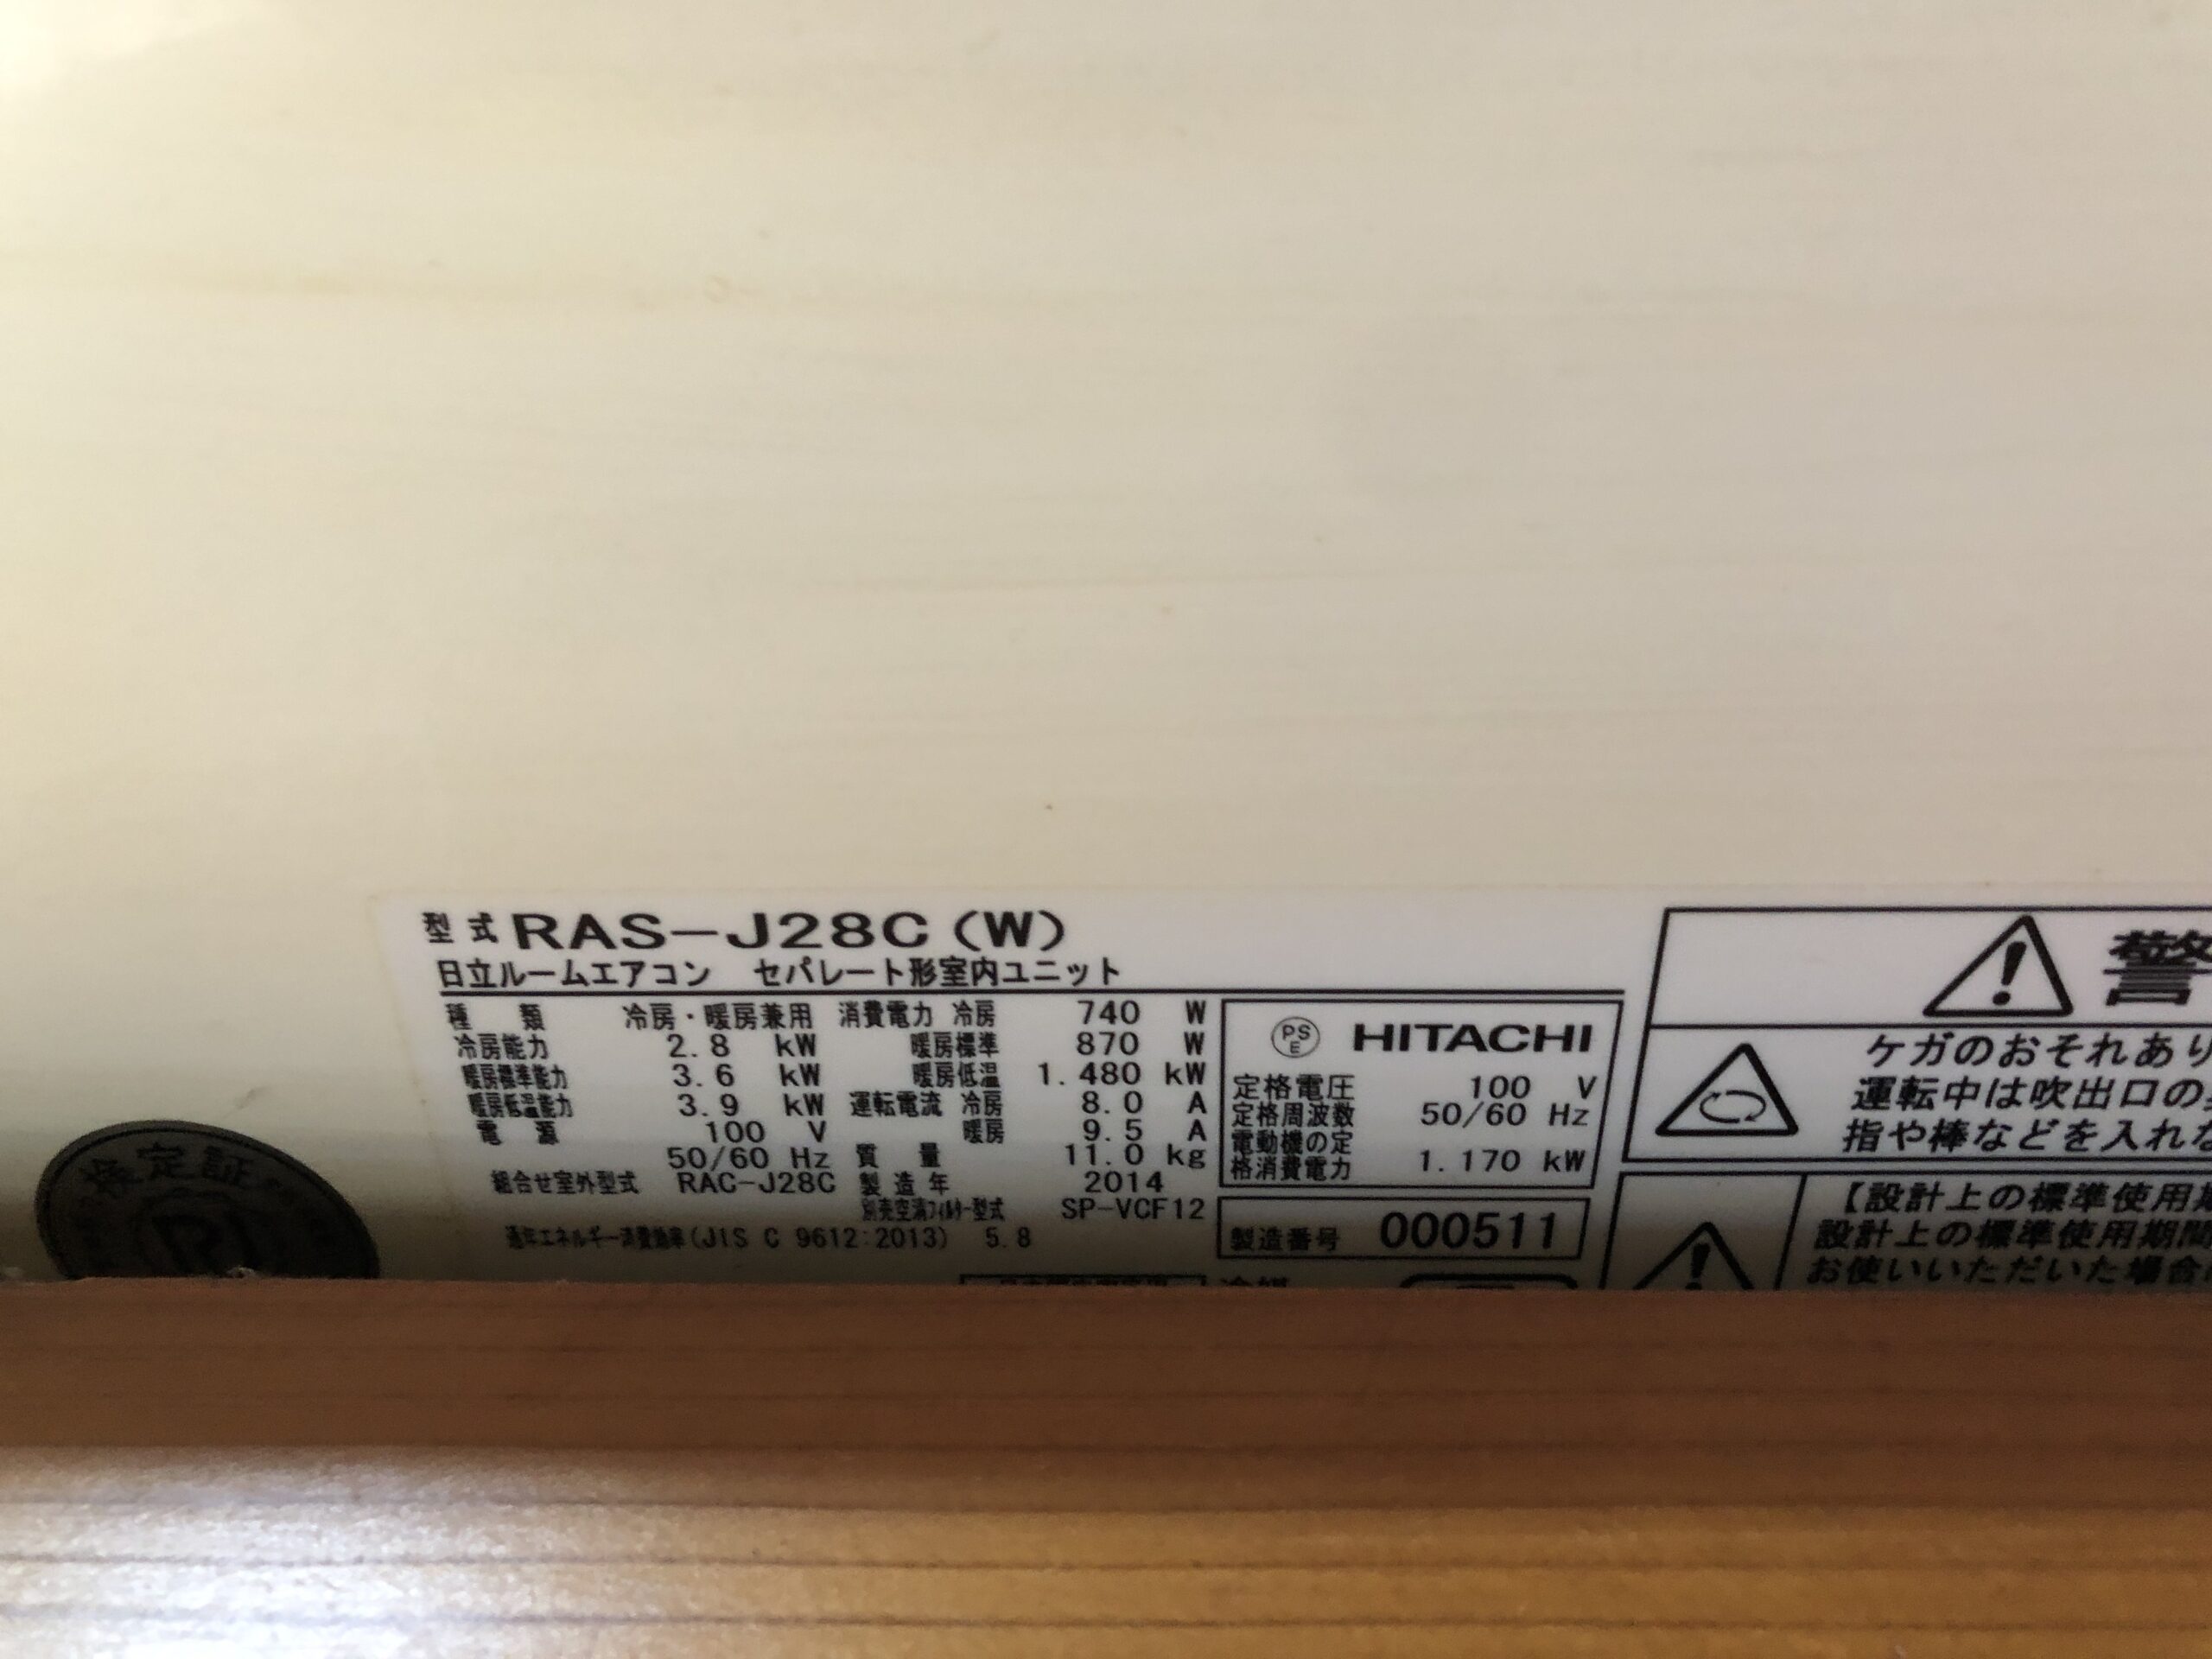 型式 RAS-J28C(W)
日立ルームエアコン セパレート形室内ユニット
種類 冷房・暖房兼用
冷房能力 2.8 kW
暖房標準能力 3.6 kW
暖房低温能力 3.9 kW
電源 100 V
50/60 Hz
組合せ室外型式 RAC-J28C
消費電力 冷房 740 W
暖房標準 870 W
暖房低温 1.480 kW
運転電流 冷房 8.0 A
暖房 9.5 A
質量 11.0 kg
製造年 2014
別売空清フィルター型式 SP-VCF12
通年エネルギー消費効率(JIS C 9612:2013) 5.8
PS
E
HITACHI
定格電圧 100 V
定格周波数 50/60 Hz
電動機の定
格消費電力 1.170 kW
製造番号 000511
冷媒
警
ケガのおそれあり
運転中は吹出口の
指や棒などを入れな
【設計上の標準使用期
設計上の標準使用期間
お使いいただいた場合
検定証